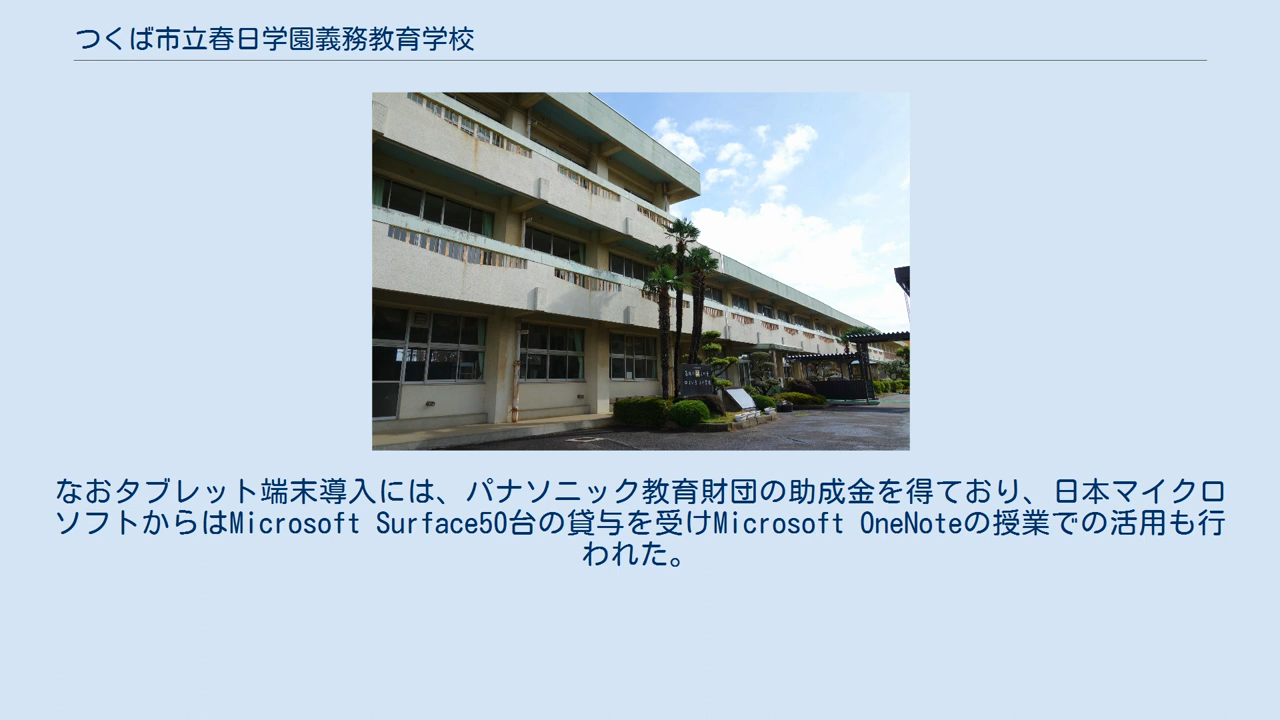 つくば市立春日学園義務教育学校
なおタブレット端末導入には、パナソニック教育財団の助成金を得ており、日本マイクロ
ソフトからはMicrosoft Surface50台の貸与を受けMicrosoft OneNoteの授業での活用も行
われた。